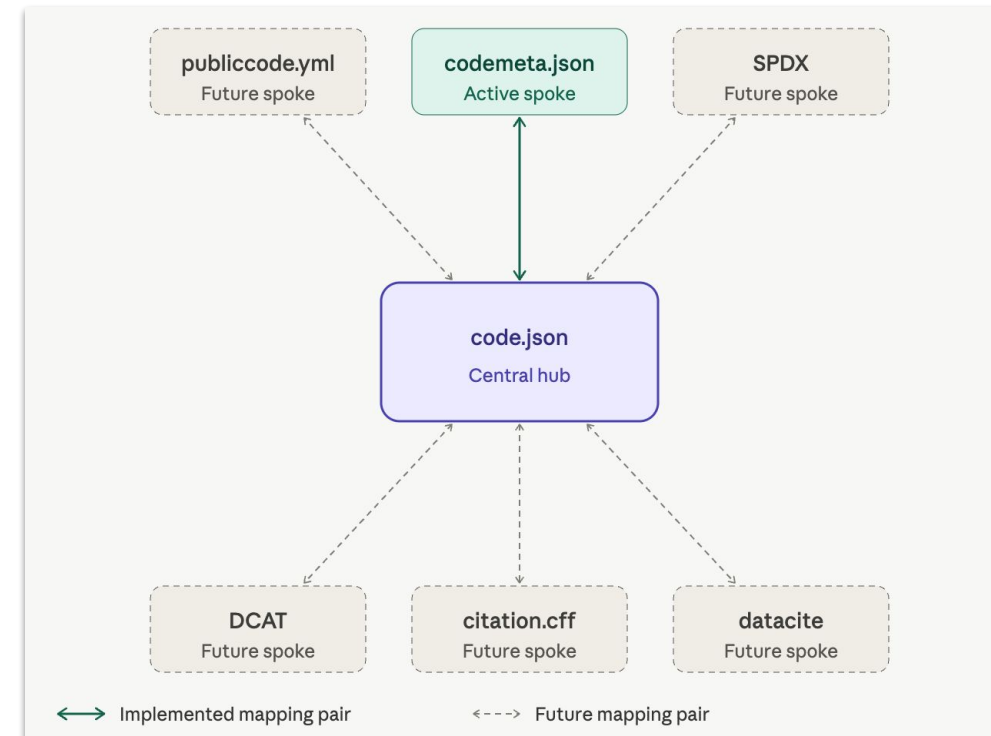 publiccode.yml
Future spoke
codemeta.json
Active spoke
SPDX
Future spoke
code.json
Central hub
DCAT
Future spoke
citation.cff
Future spoke
datacite
Future spoke
Implemented mapping pair
Future mapping pair